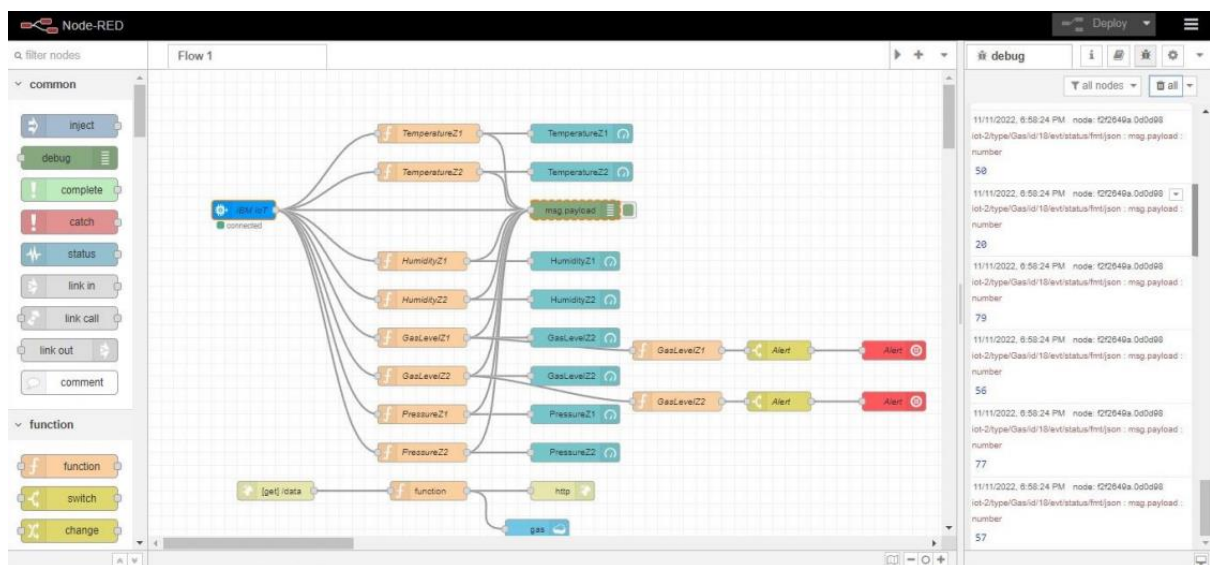 Node-RED
Deploy
filter nodes
Flow 1
debug
i
all nodes
all
common
inject
debug
complete
catch
status
link in
link call
link out
comment
function
function
switch
change
TemperatureZ1
TemperatureZ1
TemperatureZ2
TemperatureZ2
IBM IoT
connected
msg.payload
HumidityZ1
HumidityZ1
HumidityZ2
HumidityZ2
GasLevelZ1
GasLevelZ2
GasLevelZ1
Alert
Alert
GasLevelZ2
GasLevelZ2
GasLevelZ2
Alert
Alert
PressureZ1
PressureZ1
PressureZ2
PressureZ2
[get] /data
function
http
gas
11/11/2022, 6:58:24 PM node: f2f2649a.0d0d98
iot-2/type/Gas/id/18/evt/status/fmt/json : msg.payload :
number
50
11/11/2022, 6:58:24 PM node: f2f2649a.0d0d98
iot-2/type/Gas/id/18/evt/status/fmt/json : msg.payload :
number
20
11/11/2022, 6:58:24 PM node: f2f2649a.0d0d98
iot-2/type/Gas/id/18/evt/status/fmt/json : msg.payload :
number
79
11/11/2022, 6:58:24 PM node: f2f2649a.0d0d98
iot-2/type/Gas/id/18/evt/status/fmt/json : msg.payload :
number
56
11/11/2022, 6:58:24 PM node: f2f2649a.0d0d98
iot-2/type/Gas/id/18/evt/status/fmt/json : msg.payload :
number
77
11/11/2022, 6:58:24 PM node: f2f2649a.0d0d98
iot-2/type/Gas/id/18/evt/status/fmt/json : msg.payload :
number
57